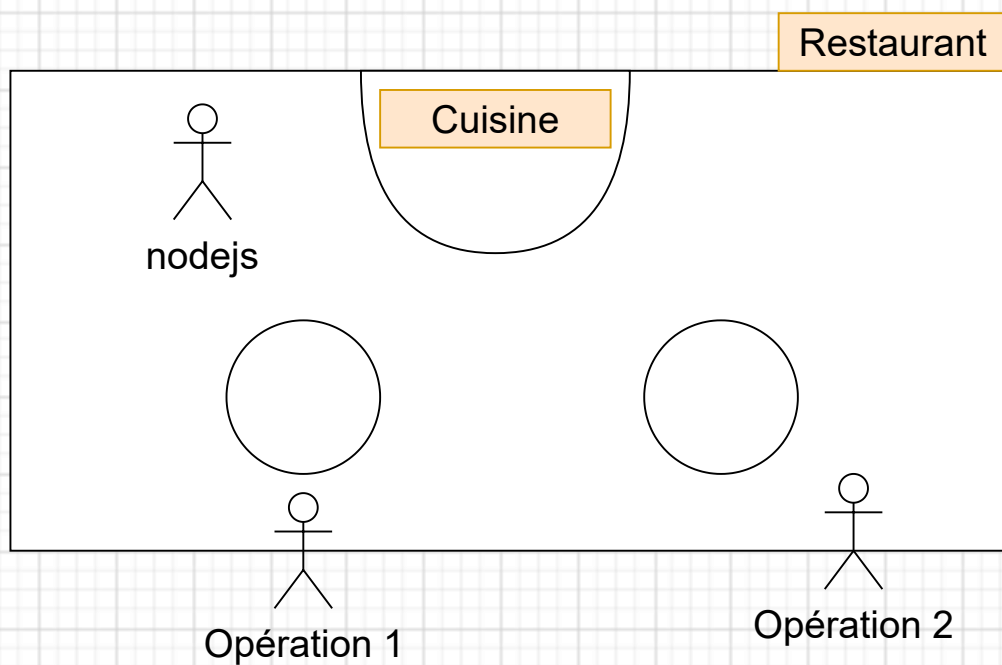 Restaurant
Cuisine
nodejs
Opération 1
Opération 2